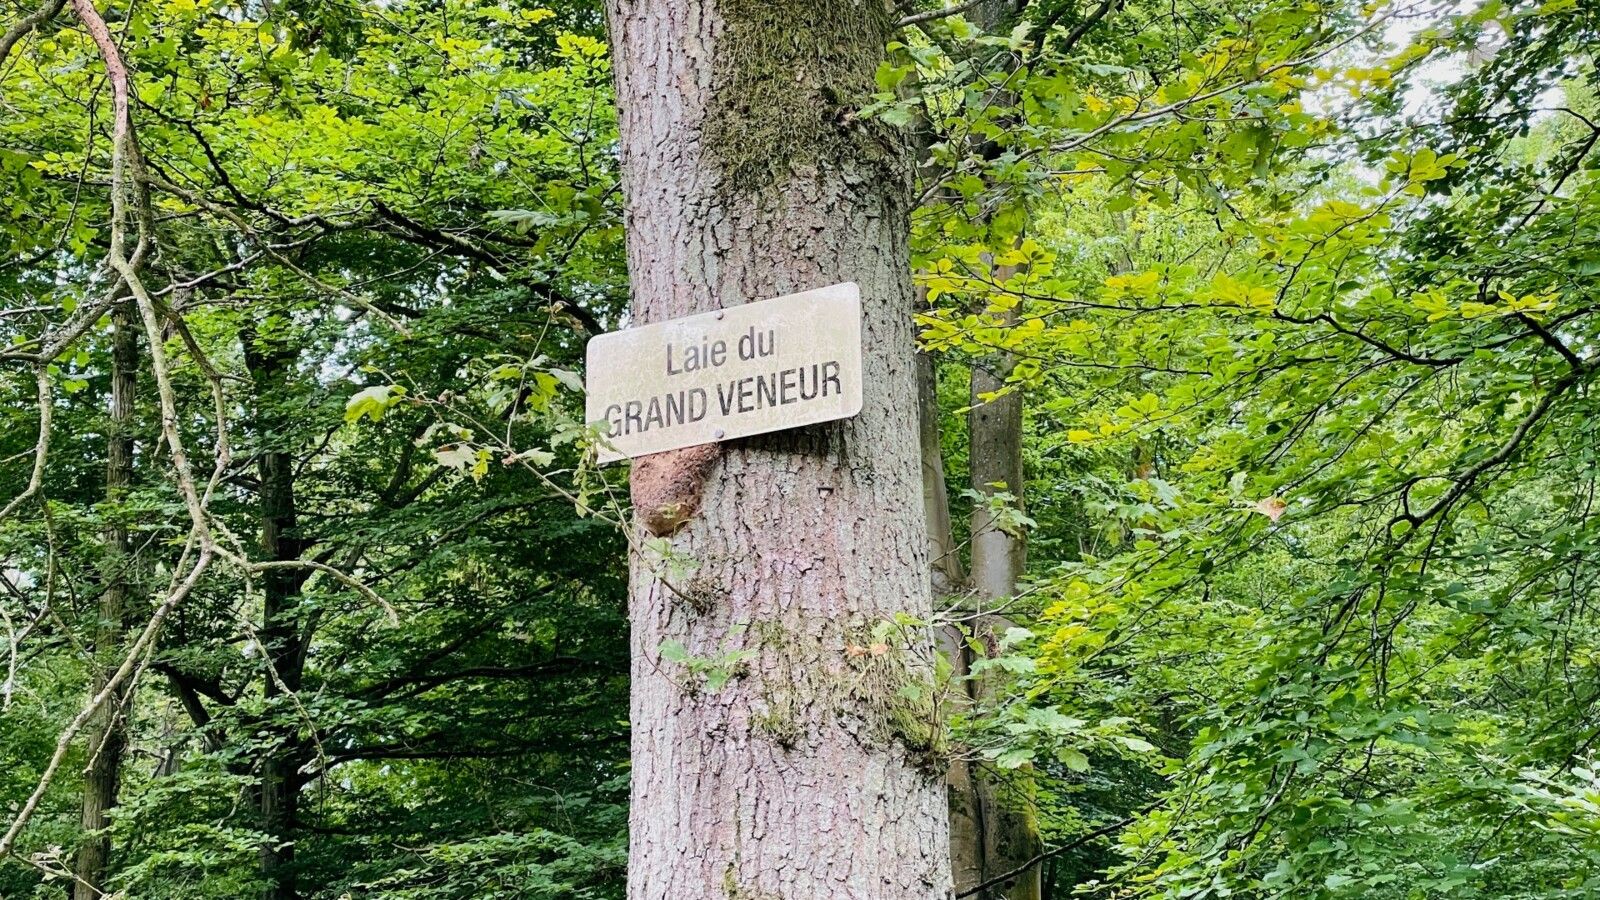 Laie du
GRAND VENEUR